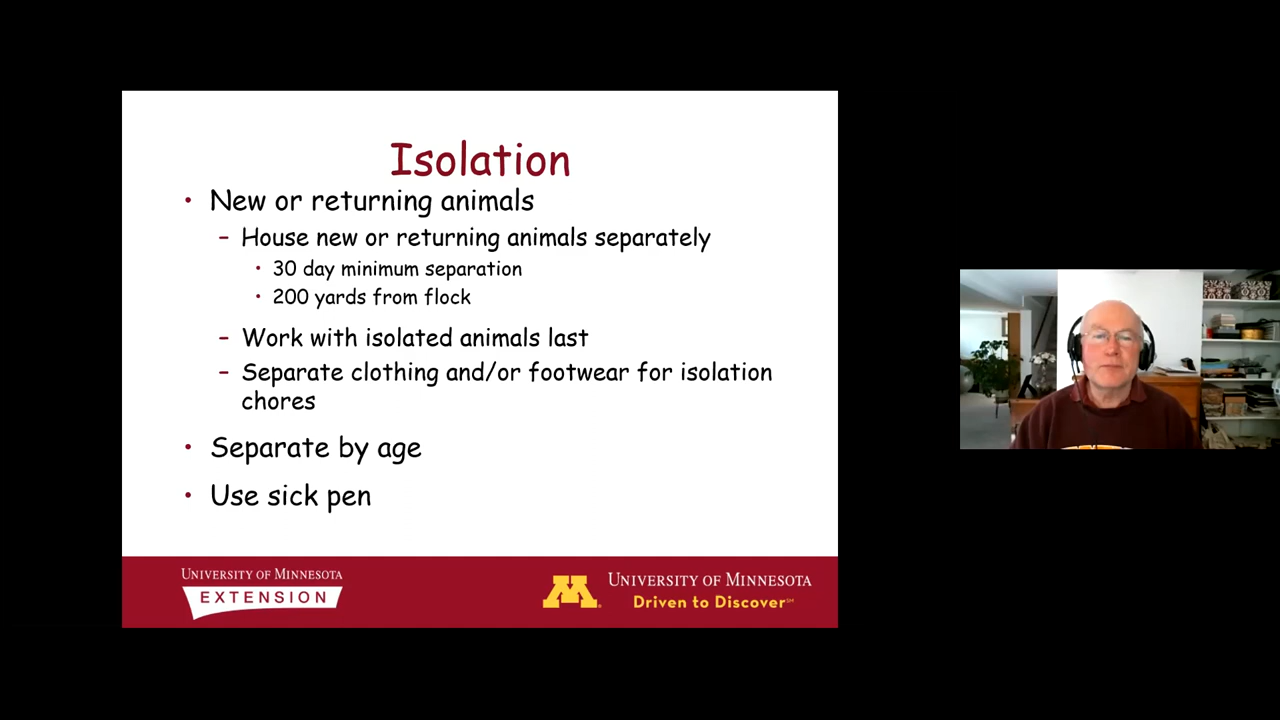 Isolation
• New or returning animals
– House new or returning animals separately
• 30 day minimum separation
• 200 yards from flock
– Work with isolated animals last
– Separate clothing and/or footwear for isolation
chores
• Separate by age
• Use sick pen
UNIVERSITY OF MINNESOTA
EXTENSION
M
UNIVERSITY OF MINNESOTA
Driven to Discover℠